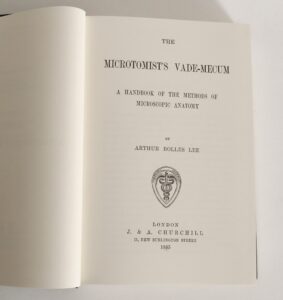 THE
MICROTOMIST'S VADE-MECUM
A HANDBOOK OF THE METHODS OF
MICROSCOPIC ANATOMY
BY
ARTHUR BOLLES LEE
LONDON
J. & A. CHURCHILL
11, NEW BURLINGTON STREET
1885